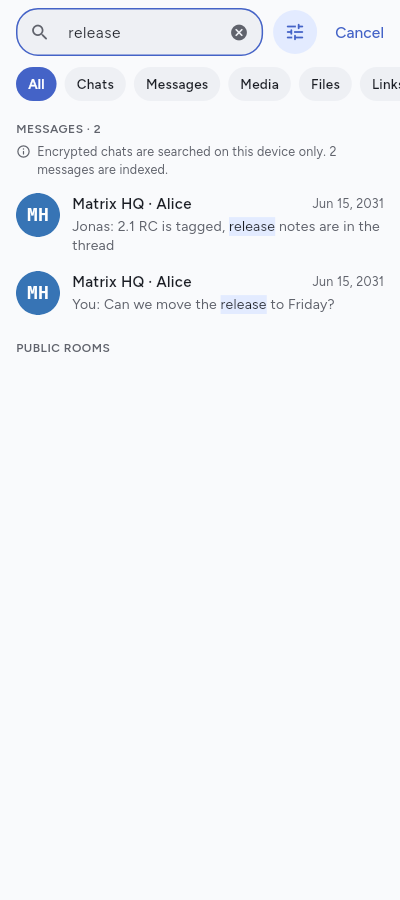 release
Cancel
All
Chats
Messages
Media
Files
Links
MESSAGES · 2
Encrypted chats are searched on this device only. 2
messages are indexed.
MH
Matrix HQ · Alice
Jun 15, 2031
Jonas: 2.1 RC is tagged, release notes are in the
thread
MH
Matrix HQ · Alice
Jun 15, 2031
You: Can we move the release to Friday?
PUBLIC ROOMS